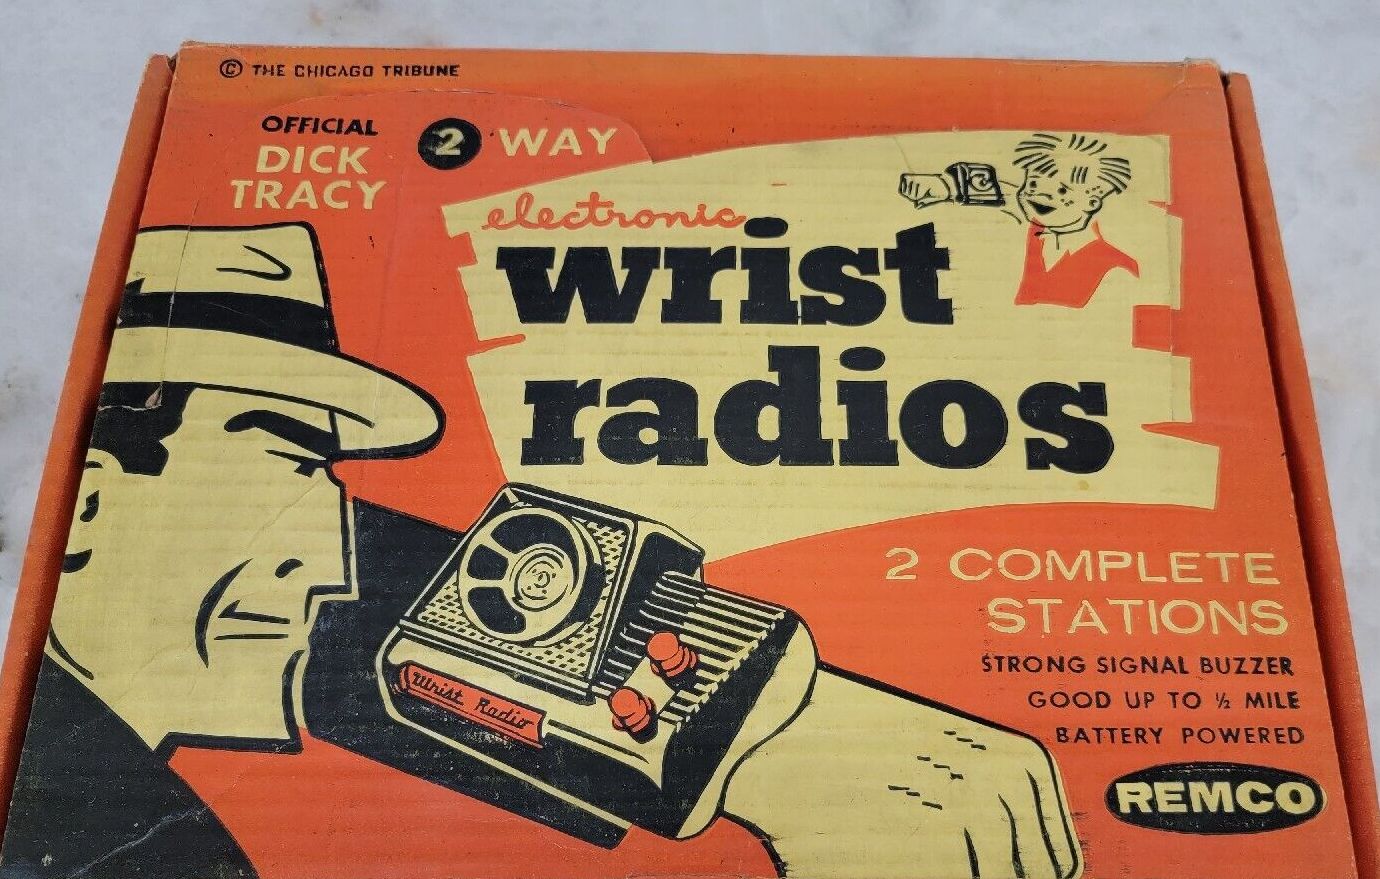 © THE CHICAGO TRIBUNE
OFFICIAL
DICK
TRACY
2 WAY
electronic
wrist
radios
Wrist Radio
2 COMPLETE
STATIONS
STRONG SIGNAL BUZZER
GOOD UP TO ½ MILE
BATTERY POWERED
REMCO